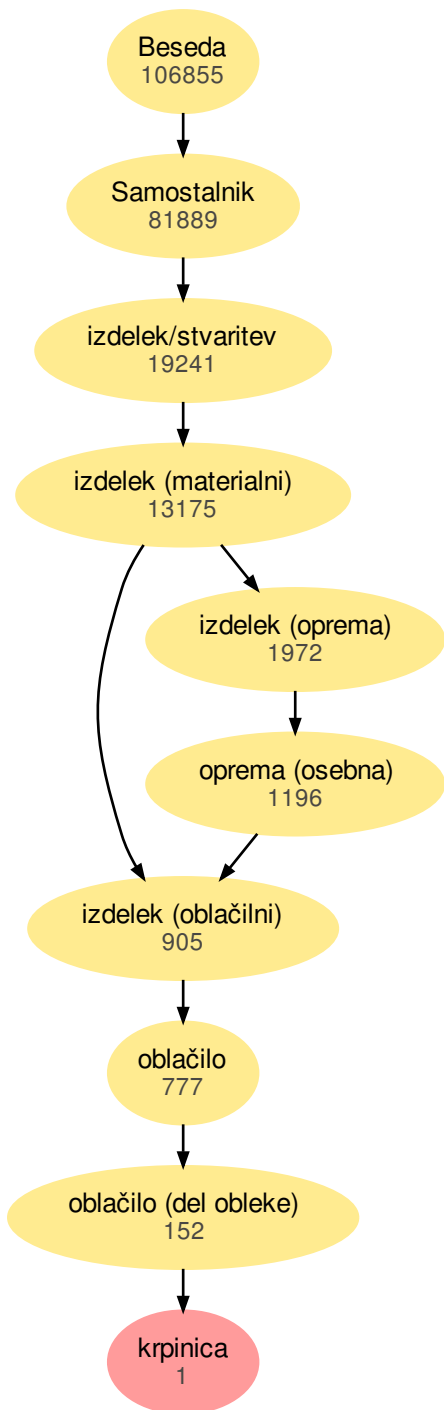 Beseda
106855
Samostalnik
81889
izdelek/stvaritev
19241
izdelek (materialni)
13175
izdelek (oprema)
1972
oprema (osebna)
1196
izdelek (oblačilni)
905
oblačilo
777
oblačilo (del obleke)
152
krpinica
1